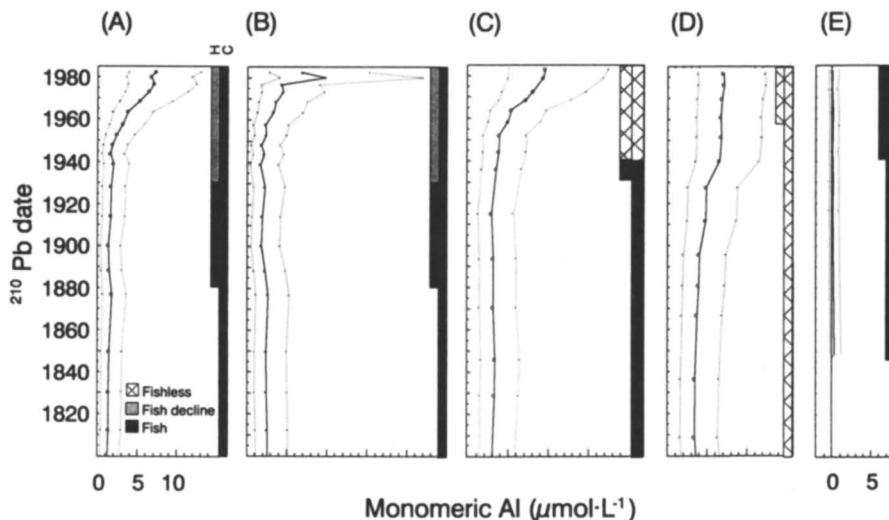 (A) (B) (C) (D) (E)
H C
1980
1960
1940
1920
1900
1880
1860
1840
1820
210 Pb date
Fishless
Fish decline
Fish
0 5 10 0 5
Monomeric Al (µmol·L-1)